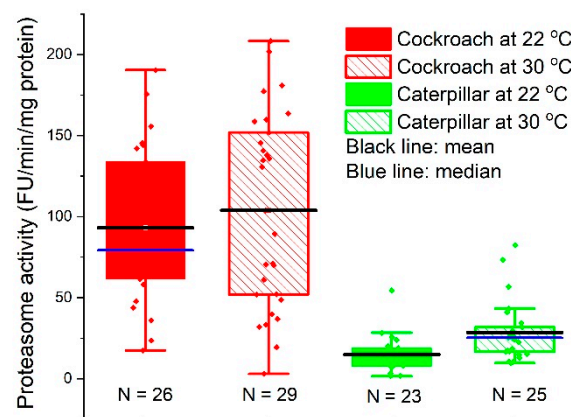 Proteasome activity (FU/min/mg protein)
200
150
100
50
0
Cockroach at 22 °C
Cockroach at 30 °C
Caterpillar at 22 °C
Caterpillar at 30 °C
Black line: mean
Blue line: median
N = 26
N = 29
N = 23
N = 25